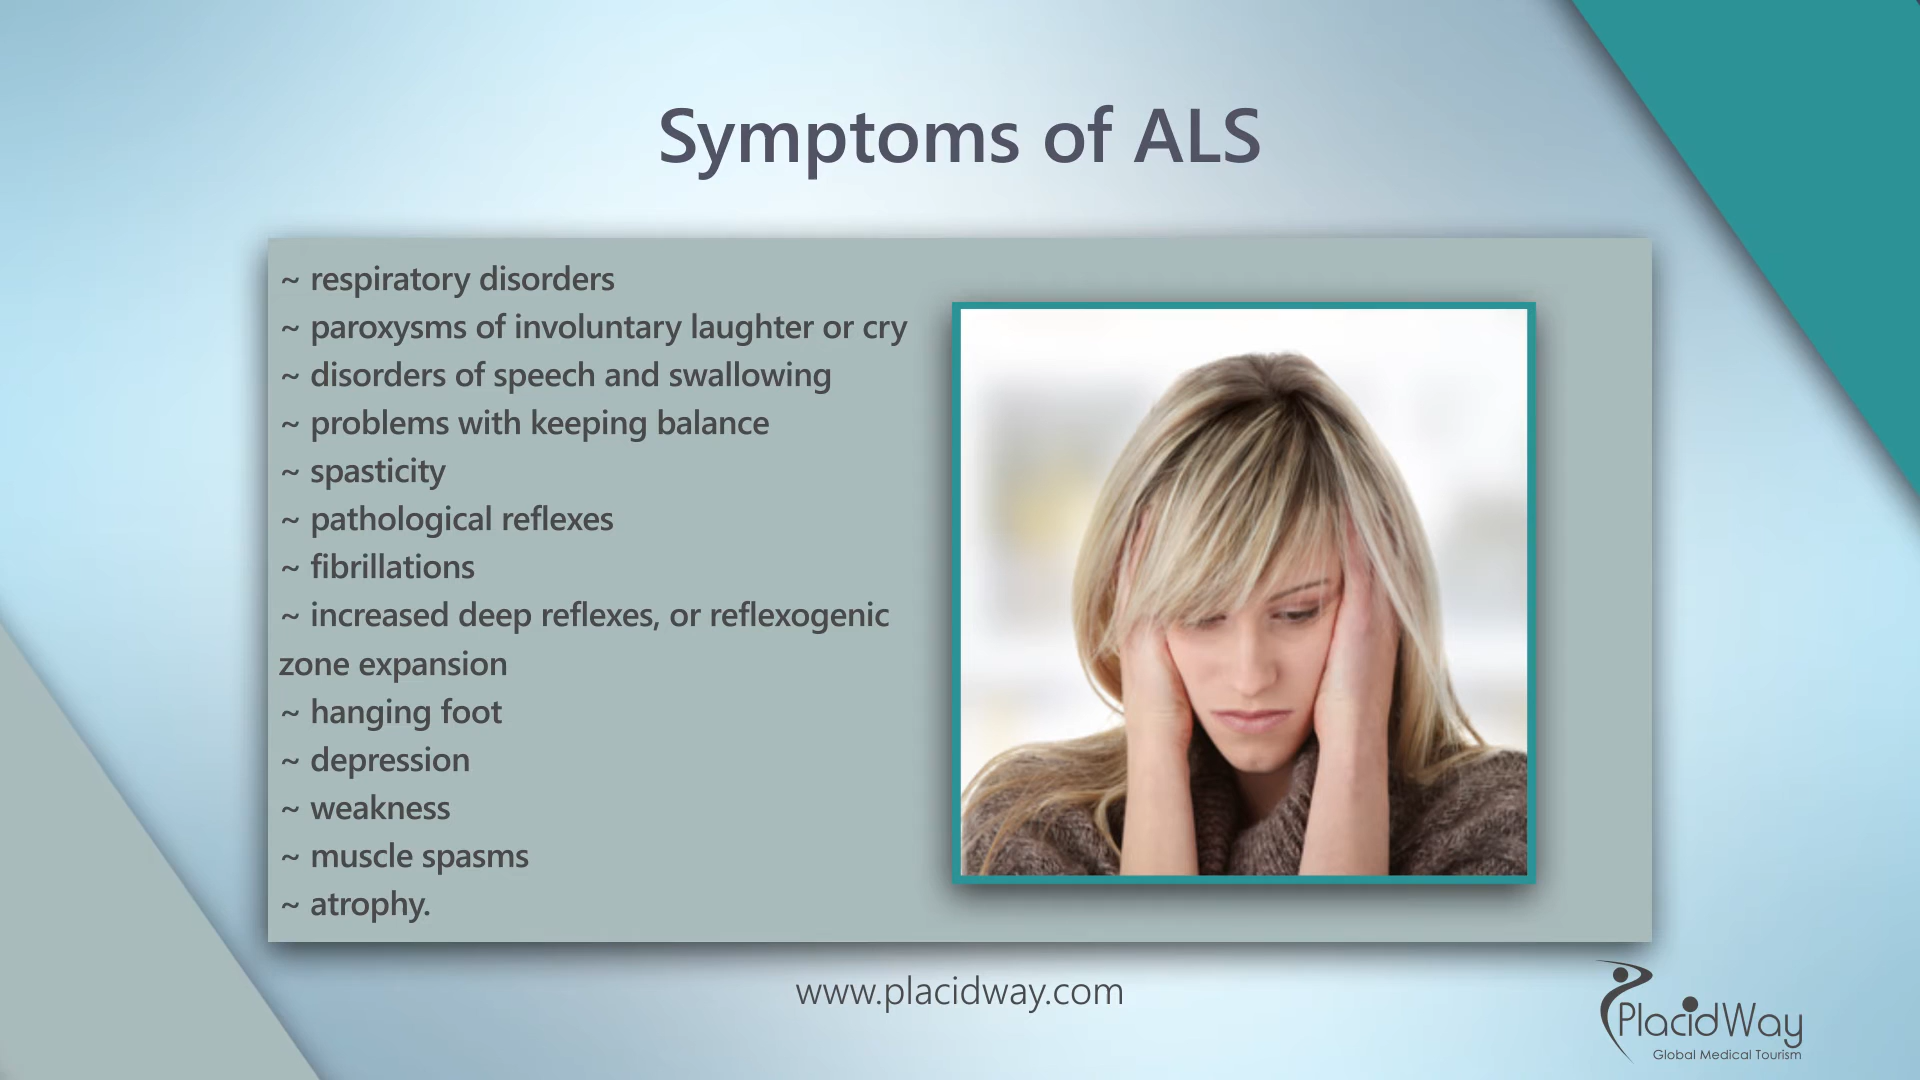 Symptoms of ALS
~ respiratory disorders
~ paroxysms of involuntary laughter or cry
~ disorders of speech and swallowing
~ problems with keeping balance
~ spasticity
~ pathological reflexes
~ fibrillations
~ increased deep reflexes, or reflexogenic
zone expansion
~ hanging foot
~ depression
~ weakness
~ muscle spasms
~ atrophy.
www.placidway.com
PlacidWay
Global Medical Tourism